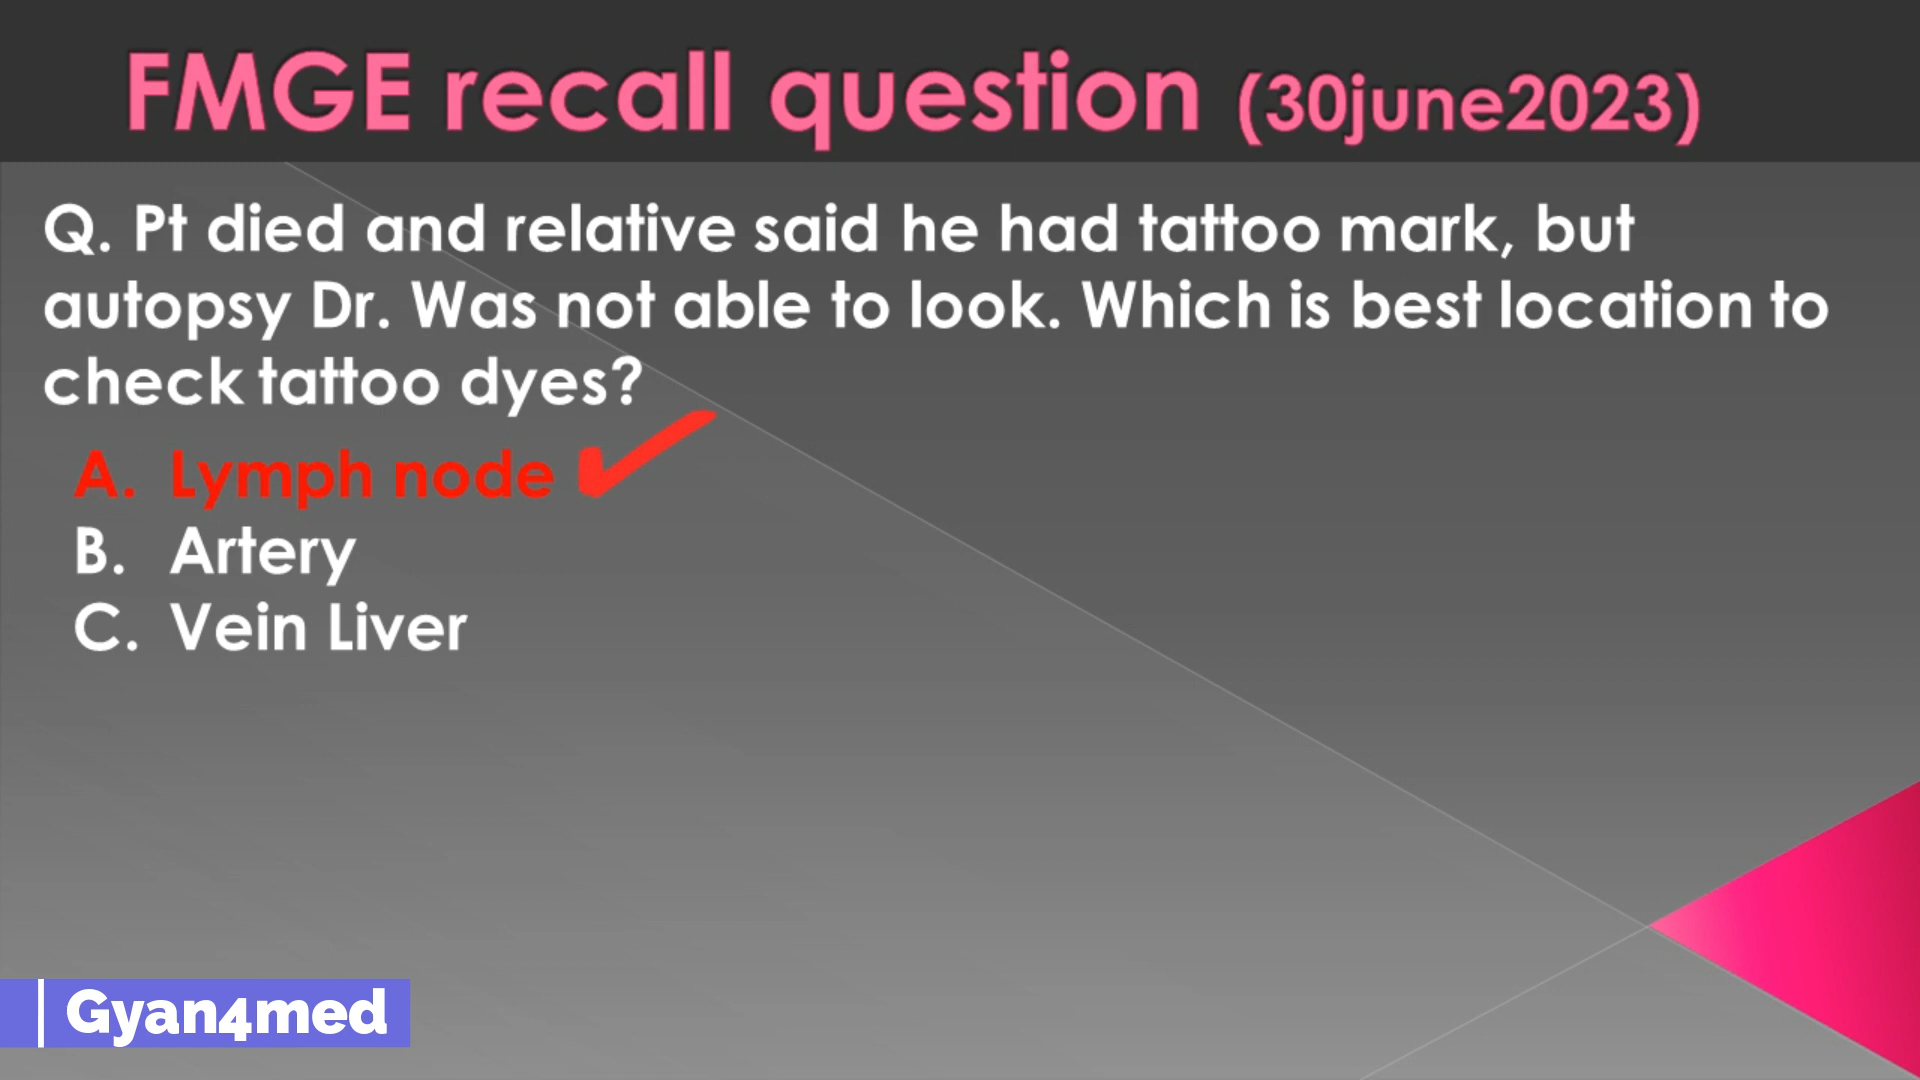 FMGE recall question (30june2023)
Q. Pt died and relative said he had tattoo mark, but
autopsy Dr. Was not able to look. Which is best location to
check tattoo dyes?
A. Lymph node
B. Artery
C. Vein Liver
Gyan4med